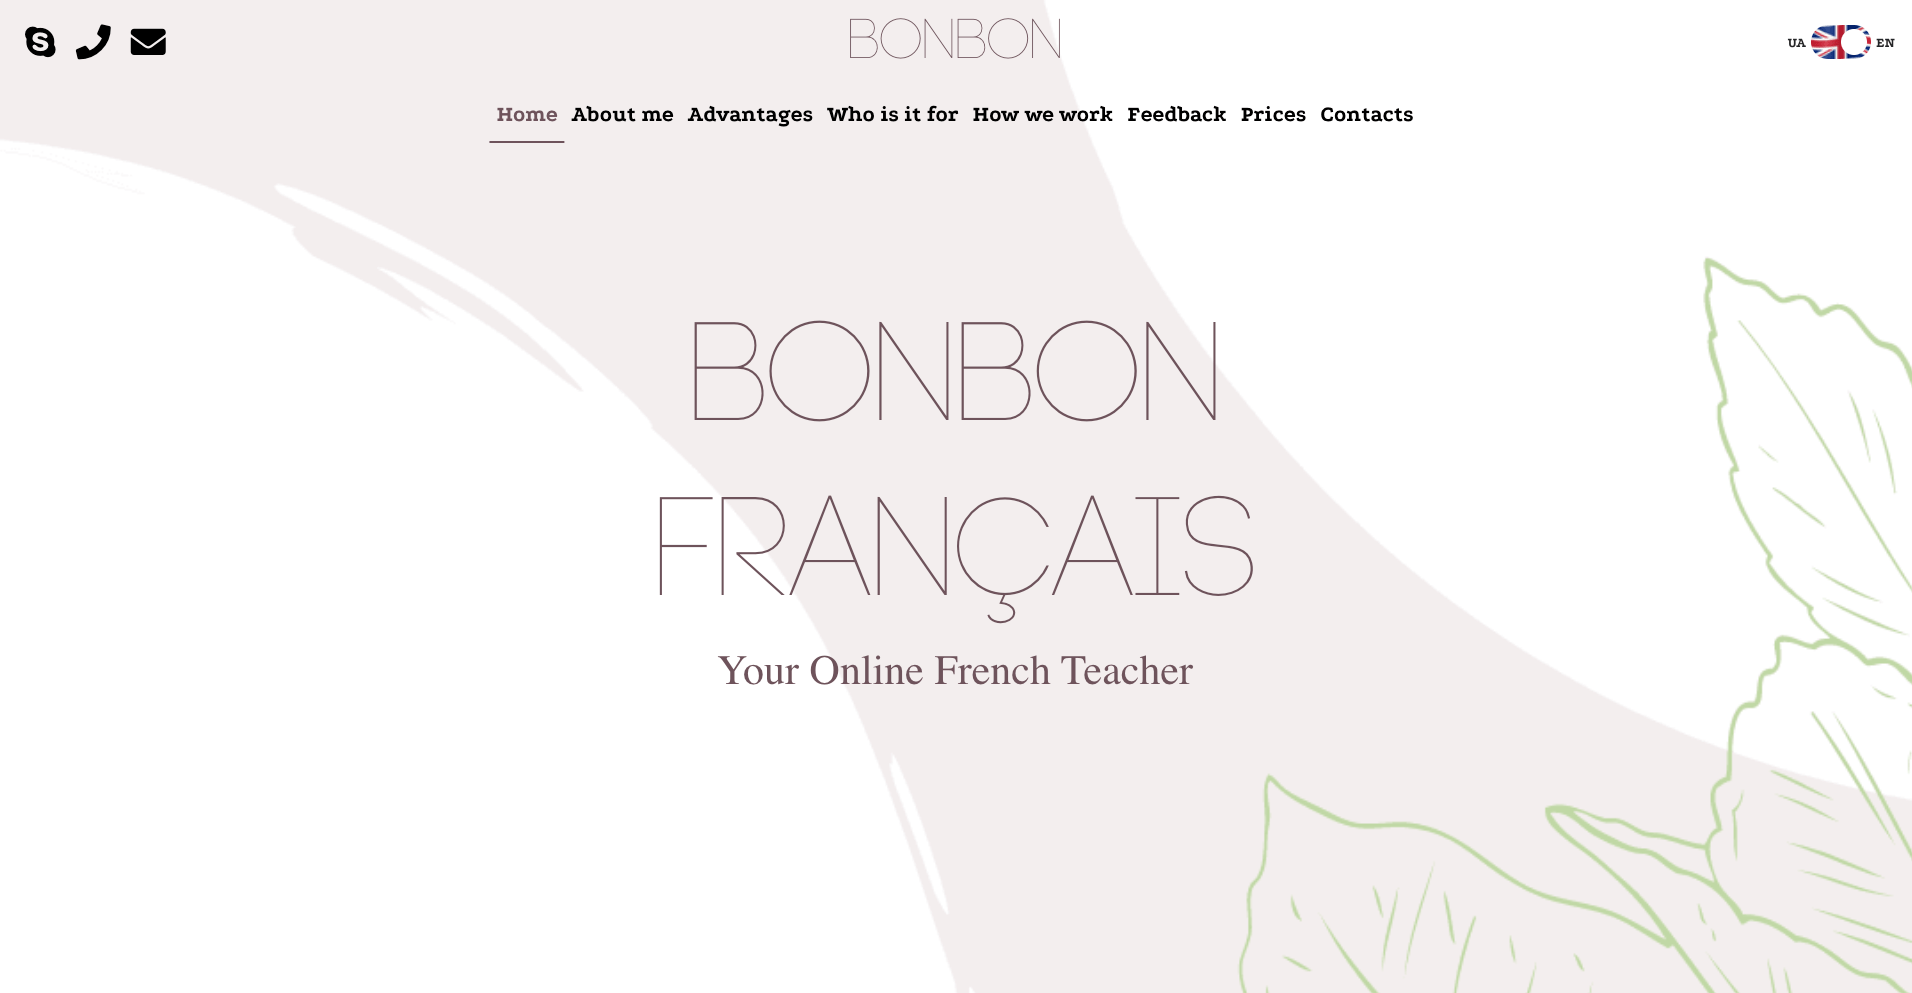 BONBON
UA EN
Home About me Advantages Who is it for How we work Feedback Prices Contacts
BONBON
FRANÇAIS
Your Online French Teacher